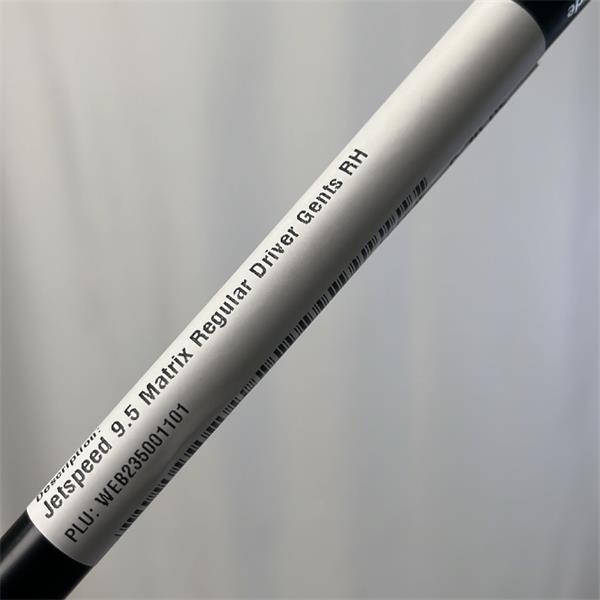 Description:
Jetspeed 9.5 Matrix Regular Driver Gents RH
PLU: WEB235001101